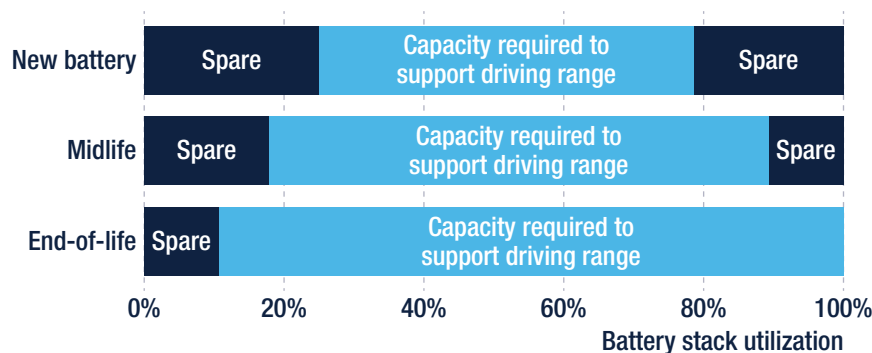 New battery
Spare
Capacity required to
support driving range
Spare
Midlife
Spare
Capacity required to
support driving range
Spare
End-of-life
Spare
Capacity required to
support driving range
0% 20% 40% 60% 80% 100%
Battery stack utilization